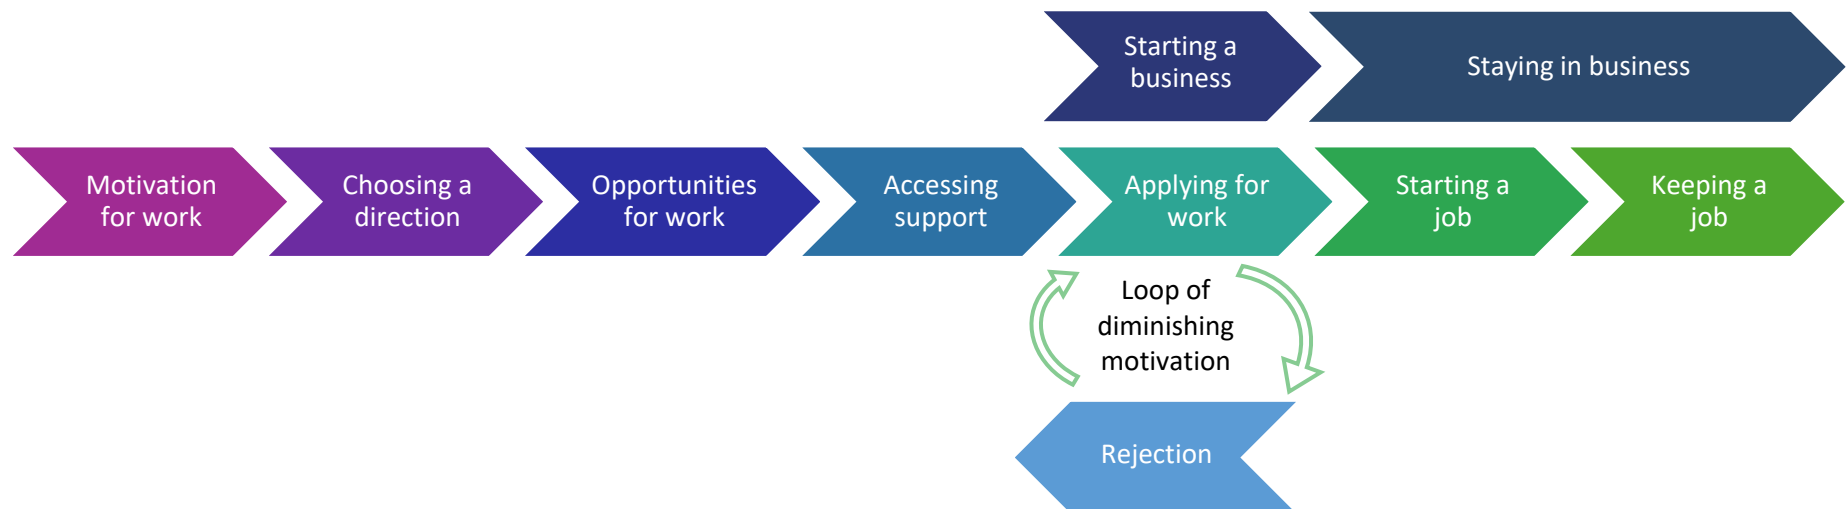 Starting a
business
Staying in business
Motivation
for work
Choosing a
direction
Opportunities
for work
Accessing
support
Applying for
work
Starting a
job
Keeping a
job
Loop of
diminishing
motivation
Rejection